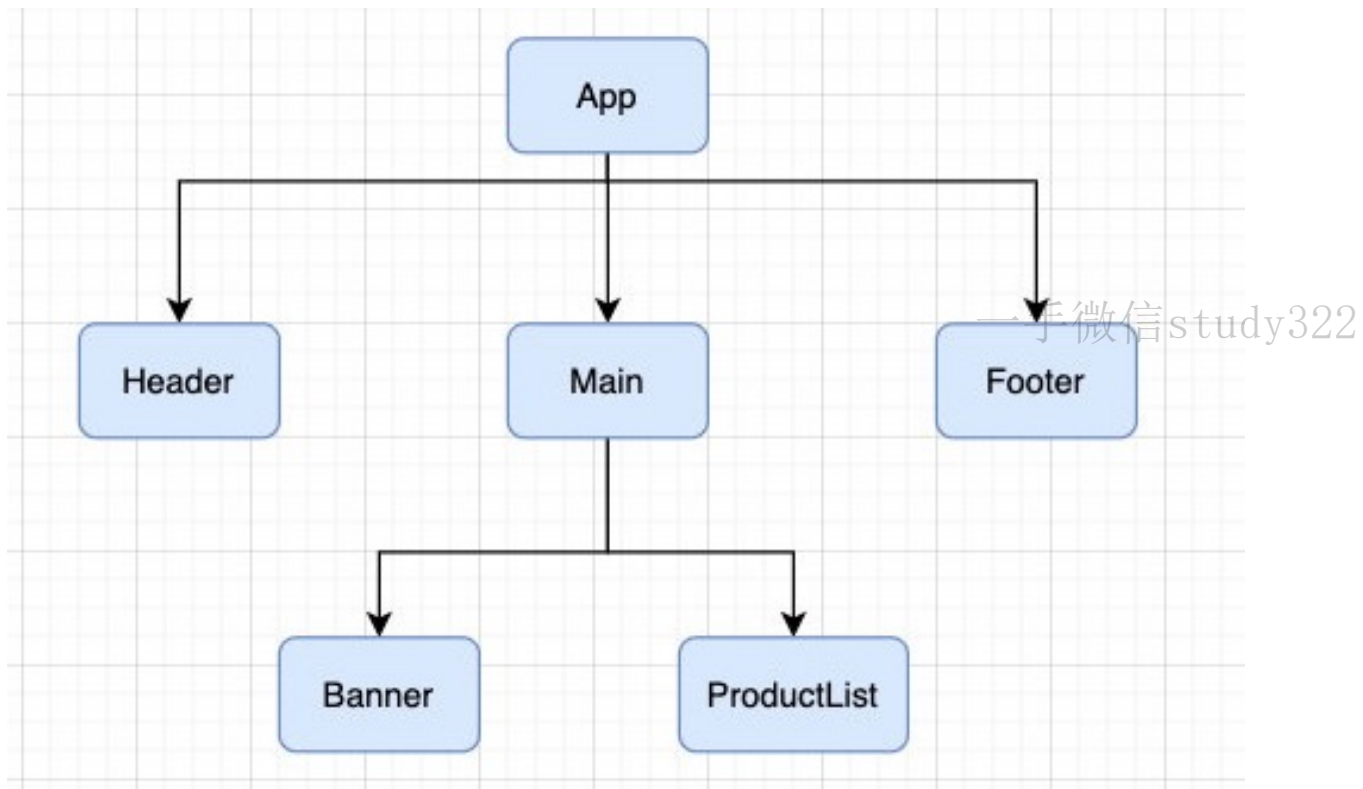 App
一手微信study322
Header
Main
Footer
Banner
ProductList